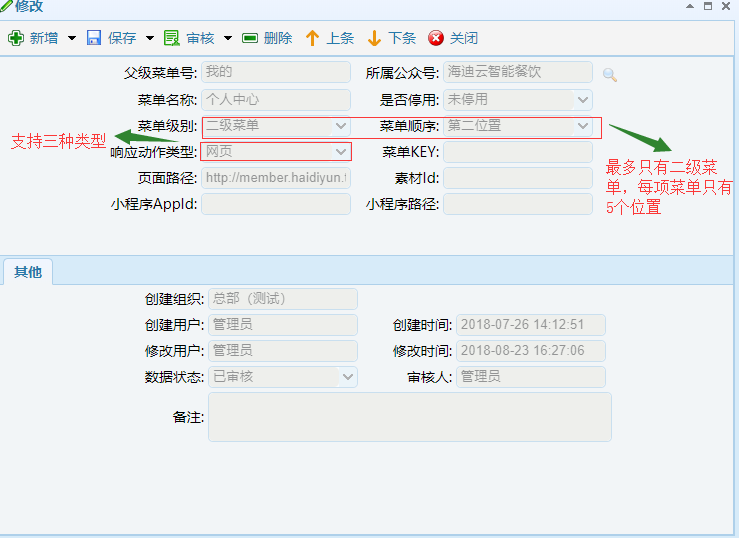 修改
新增 保存 审核 删除 上条 下条 关闭
父级菜单号: 我的 所属公众号: 海迪云智能餐饮
菜单名称: 个人中心 是否停用: 未停用
菜单级别: 二级菜单 菜单顺序: 第二位置
支持三种类型
响应动作类型: 网页 菜单KEY:
页面路径: http://member.haidiyun. 素材Id:
小程序AppId: 小程序路径:
最多只有二级菜
单，每项菜单只有
5个位置
其他
创建组织: 总部（测试）
创建用户: 管理员 创建时间: 2018-07-26 14:12:51
修改用户: 管理员 修改时间: 2018-08-23 16:27:06
数据状态: 已审核 审核人: 管理员
备注: